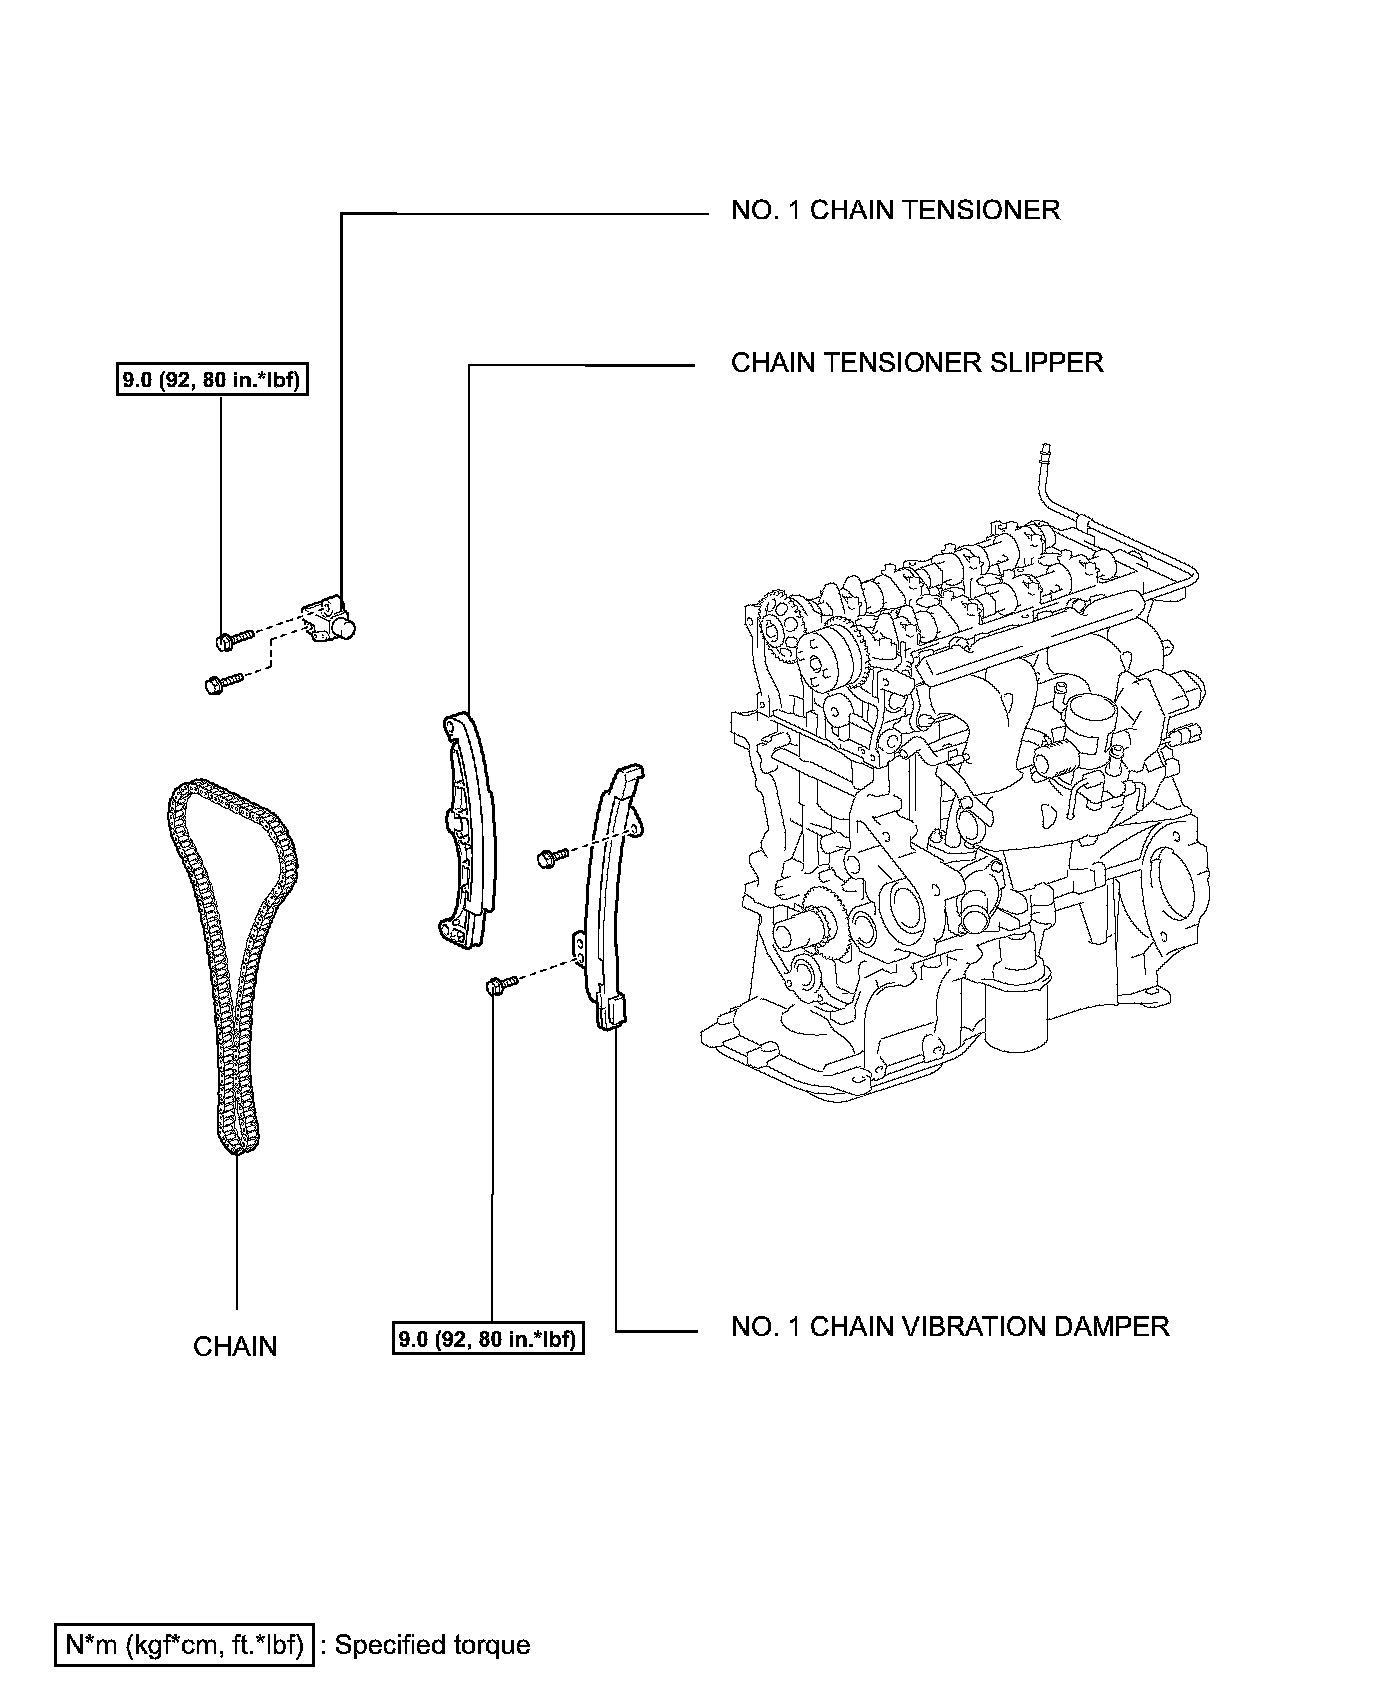 NO. 1 CHAIN TENSIONER
CHAIN TENSIONER SLIPPER
9.0 (92, 80 in.*lbf)
CHAIN
9.0 (92, 80 in.*lbf)
NO. 1 CHAIN VIBRATION DAMPER
N*m (kgf*cm, ft.*lbf) : Specified torque